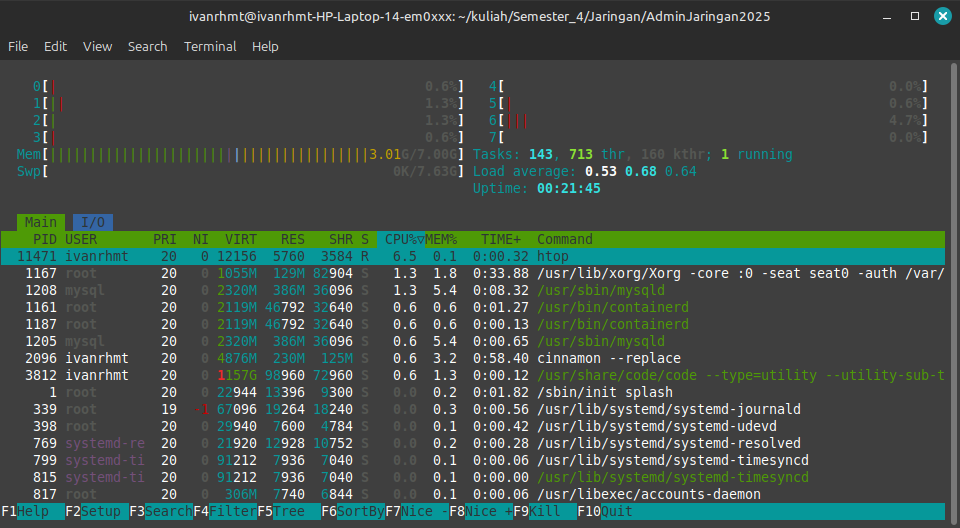 ivanrhmt@ivanrhmt-HP-Laptop-14-em0xxx: ~/kuliah/Semester_4/Jaringan/AdminJaringan2025
File Edit View Search Terminal Help
0[| 0.6%] 4[ 0.0%]
1[|| 1.3%] 5[| 0.6%]
2[| 1.3%] 6[||| 4.7%]
3[| 0.6%] 7[ 0.0%]
Mem[||||||||||||||||||||||||||||||||||||||||3.01G/7.00G] Tasks: 143, 713 thr, 160 kthr; 1 running
Swp[ 0K/7.63G] Load average: 0.53 0.68 0.64
Uptime: 00:21:45
Main I/O
PID USER PRI NI VIRT RES SHR S CPU%▽MEM% TIME+ Command
11471 ivanrhmt 20 0 12156 5760 3584 R 6.5 0.1 0:00.32 htop
1167 root 20 0 1055M 129M 82904 S 1.3 1.8 0:33.88 /usr/lib/xorg/Xorg -core :0 -seat seat0 -auth /var/
1208 mysql 20 0 2320M 386M 36096 S 1.3 5.4 0:08.32 /usr/sbin/mysqld
1161 root 20 0 2119M 46792 32640 S 0.6 0.6 0:01.27 /usr/bin/containerd
1187 root 20 0 2119M 46792 32640 S 0.6 0.6 0:00.13 /usr/bin/containerd
1205 mysql 20 0 2320M 386M 36096 S 0.6 5.4 0:00.65 /usr/sbin/mysqld
2096 ivanrhmt 20 0 4876M 230M 125M S 0.6 3.2 0:58.40 cinnamon --replace
3812 ivanrhmt 20 0 1157G 98960 72960 S 0.6 1.3 0:00.12 /usr/share/code/code --type=utility --utility-sub-t
1 root 20 0 22944 13396 9300 S 0.0 0.2 0:01.82 /sbin/init splash
339 root 19 -1 67096 19264 18240 S 0.0 0.3 0:00.56 /usr/lib/systemd/systemd-journald
398 root 20 0 29940 7600 4784 S 0.0 0.1 0:00.42 /usr/lib/systemd/systemd-udevd
769 systemd-re 20 0 21920 12928 10752 S 0.0 0.2 0:00.28 /usr/lib/systemd/systemd-resolved
799 systemd-ti 20 0 91212 7936 7040 S 0.0 0.1 0:00.06 /usr/lib/systemd/systemd-timesyncd
815 systemd-ti 20 0 91212 7936 7040 S 0.0 0.1 0:00.00 /usr/lib/systemd/systemd-timesyncd
817 root 20 0 306M 7740 6844 S 0.0 0.1 0:00.06 /usr/libexec/accounts-daemon
F1Help F2Setup F3SearchF4FilterF5Tree F6SortByF7Nice -F8Nice +F9Kill F10Quit